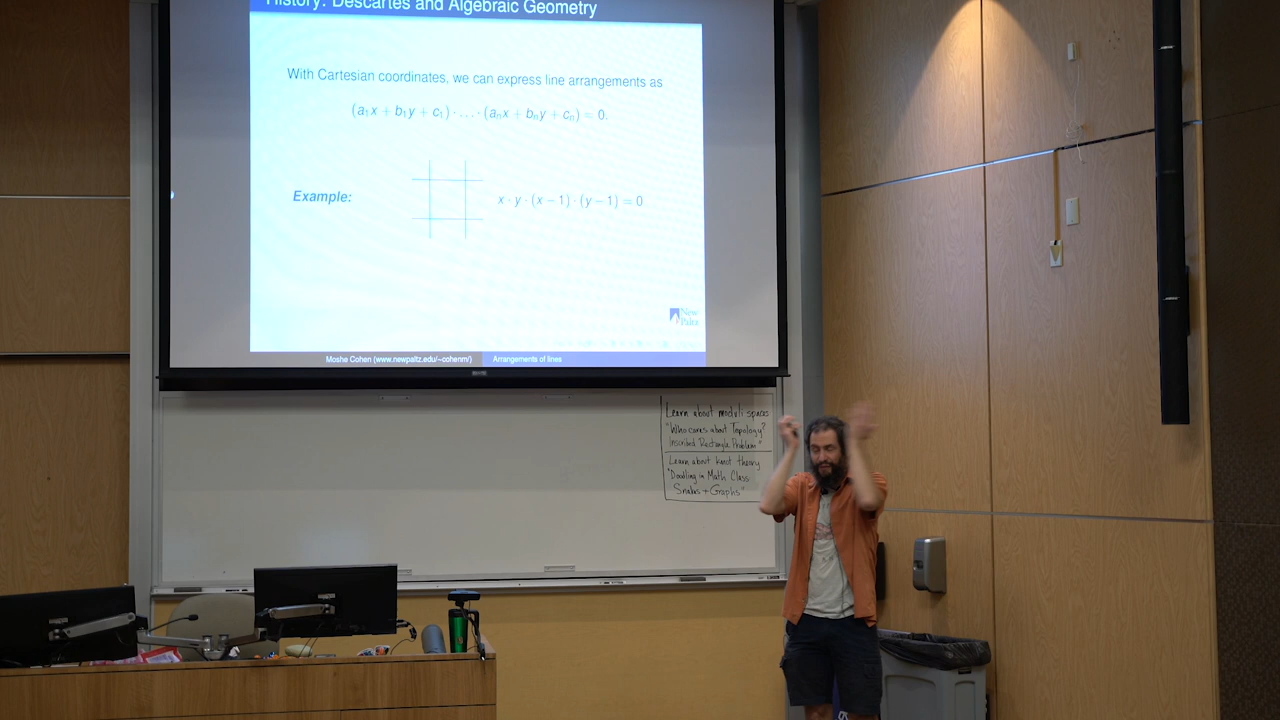 History: Descartes and Algebraic Geometry
With Cartesian coordinates, we can express line arrangements as
(a₁x + b₁y + c₁) · … · (aₙx + bₙy + cₙ) = 0.
Example:
x · y · (x − 1) · (y − 1) = 0
New
Paltz
Moshe Cohen (www.newpaltz.edu/~cohenm/)
Arrangements of lines
Learn about moduli spaces
"Who cares about Topology?
Inscribed Rectangle Problem"
Learn about knot theory
"Doodling in Math Class:
Snakes + Graphs"